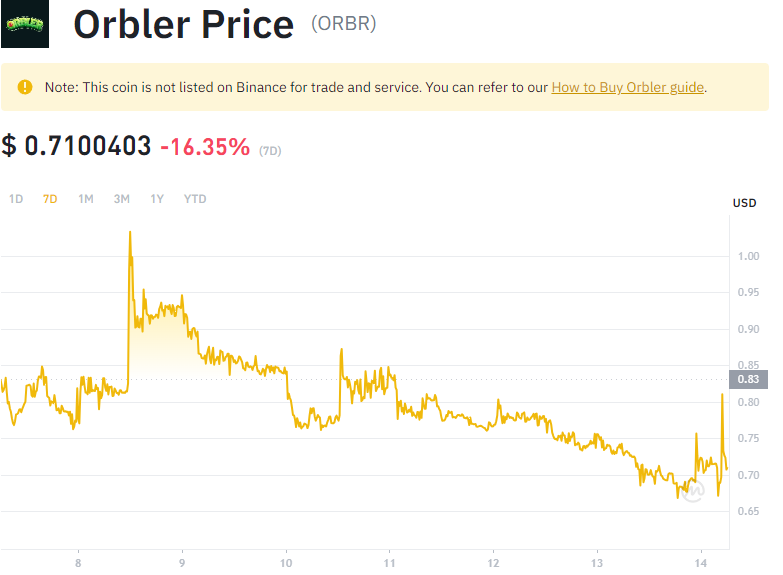 ORBLER
Orbler Price (ORBR)
Note: This coin is not listed on Binance for trade and service. You can refer to our How to Buy Orbler guide.
$ 0.7100403 -16.35% (7D)
1D 7D 1M 3M 1Y YTD
USD
1.00
0.95
0.90
0.85
0.83
0.80
0.75
0.70
0.65
8 9 10 11 12 13 14